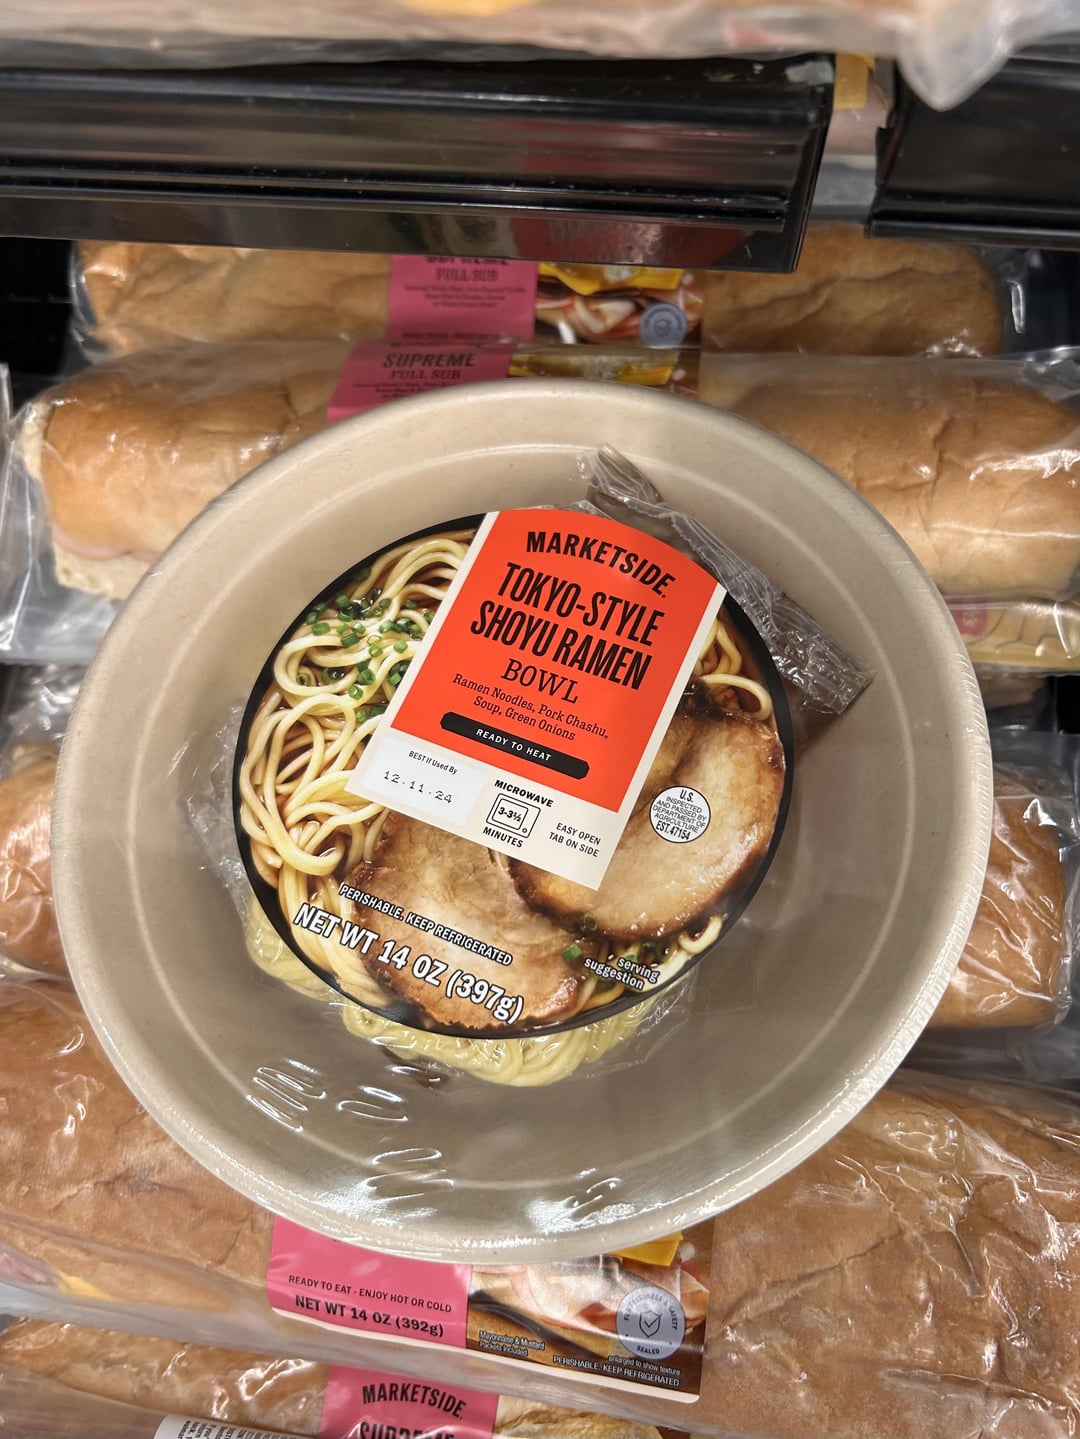 FULL SUB
SUPREME
FULL SUB
MARKETSIDE.
TOKYO-STYLE
SHOYU RAMEN
BOWL
Ramen Noodles, Pork Chashu,
Soup, Green Onions
READY TO HEAT
BEST If Used By
12.11.24
MICROWAVE
3-3½
MINUTES
EASY OPEN
TAB ON SIDE
U.S.
INSPECTED
AND PASSED BY
DEPARTMENT OF
AGRICULTURE
EST.47154
PERISHABLE. KEEP REFRIGERATED
NET WT 14 OZ (397g)
serving
suggestion
READY TO EAT - ENJOY HOT OR COLD
NET WT 14 OZ (392g)
Mayonnaise & Mustard
Packets Included
FRESHNESS & SAFETY
SEALED
enlarged to show texture
PERISHABLE. KEEP REFRIGERATED
MARKETSIDE.
SUPREME